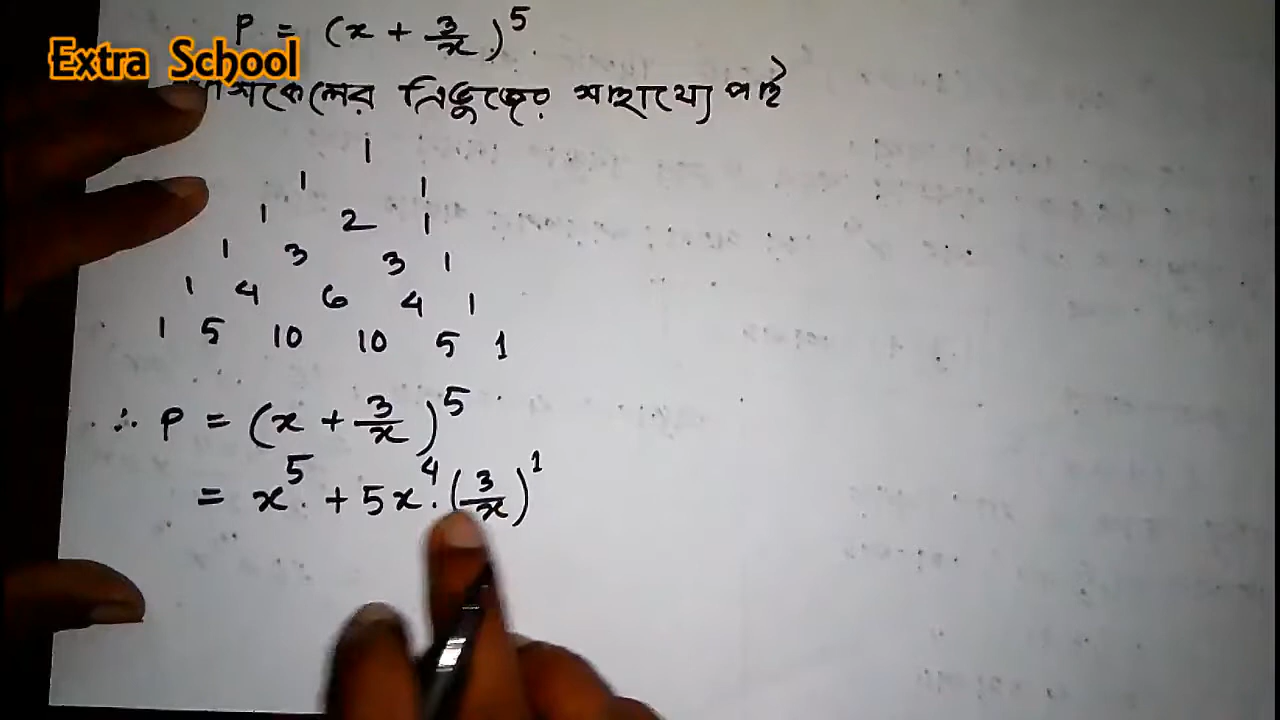 P = (x + 3/x)^5.
Extra School
ত্রিভুজের সাহায্যে পাই
1
1 1
1 2 1
1 3 3 1
1 4 6 4 1
1 5 10 10 5 1
∴ P = (x + 3/x)^5
= x^5. + 5x^4.(3/x)^1